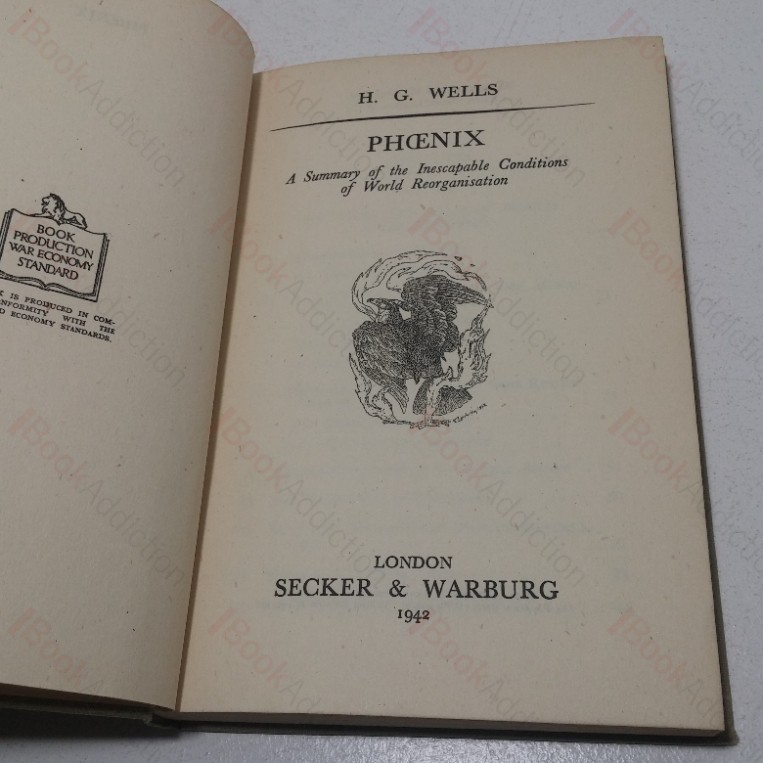 BOOK
PRODUCTION
WAR ECONOMY
STANDARD
K IS PRODUCED IN COM-
NFORMITY WITH THE
D ECONOMY STANDARDS.
H. G. WELLS
PHŒNIX
A Summary of the Inescapable Conditions
of World Reorganisation
LONDON
SECKER & WARBURG
1942
BookAddiction